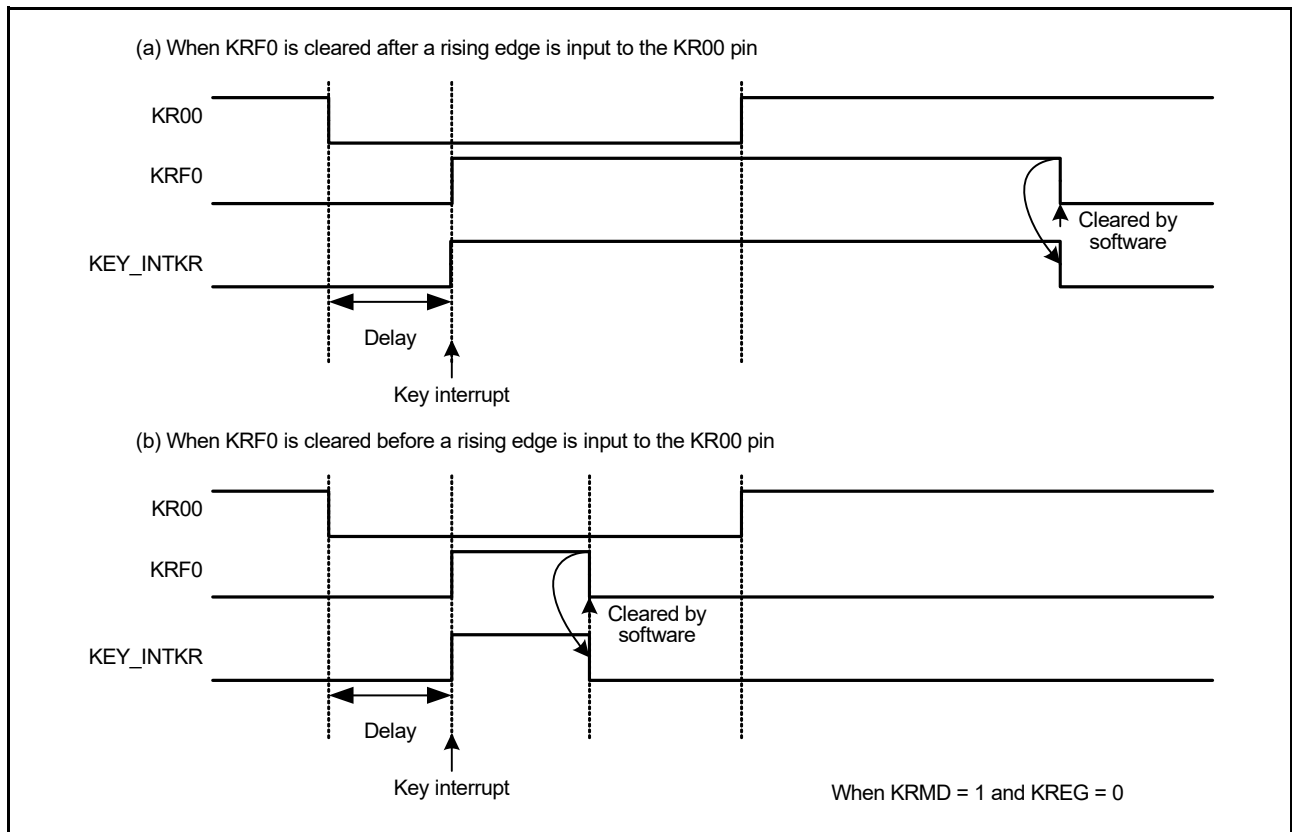 (a) When KRF0 is cleared after a rising edge is input to the KR00 pin
KR00
KRF0
Cleared by
software
KEY_INTKR
Delay
Key interrupt
(b) When KRF0 is cleared before a rising edge is input to the KR00 pin
KR00
KRF0
Cleared by
software
KEY_INTKR
Delay
Key interrupt
When KRMD = 1 and KREG = 0